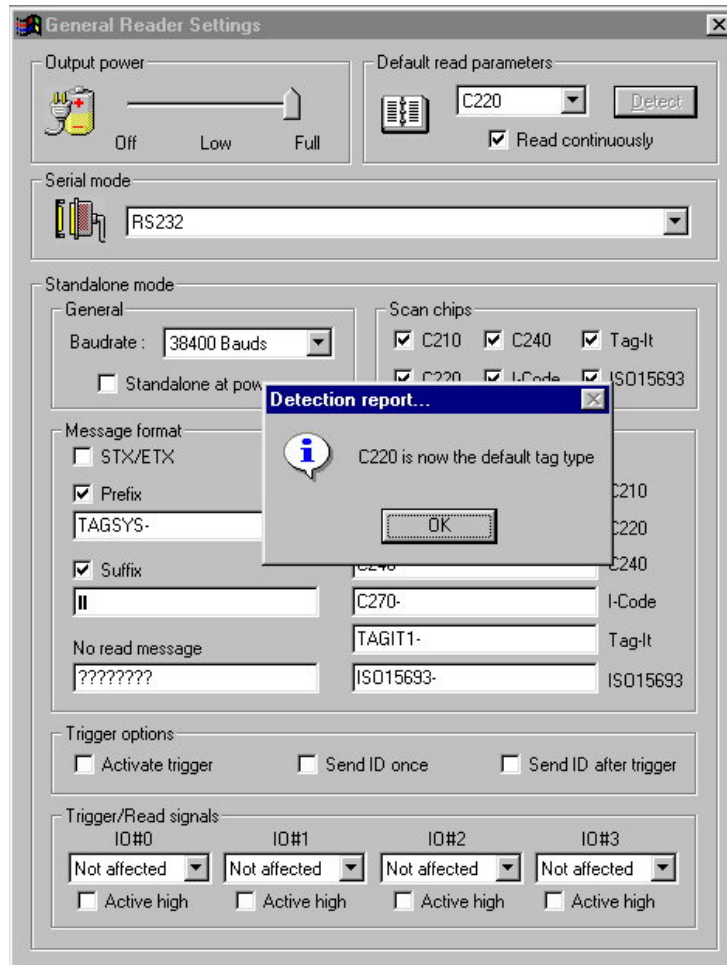 General Reader Settings
Output power
Off Low Full
Default read parameters
C220 Detect
Read continuously
Serial mode
RS232
Standalone mode
General
Baudrate : 38400 Bauds
Standalone at
Scan chips
C210 C240 Tag-It
C220 I-Code ISO15693
Detection report...
C220 is now the default tag type
OK
Message format
STX/ETX
Prefix
TAGSYS-
Suffix
No read message
????????
C210
C220
C240
C270- I-Code
TAGIT1- Tag-It
ISO15693- ISO15693
Trigger options
Activate trigger Send ID once Send ID after trigger
Trigger/Read signals
IO#0 IO#1 IO#2 IO#3
Not affected Not affected Not affected Not affected
Active high Active high Active high Active high